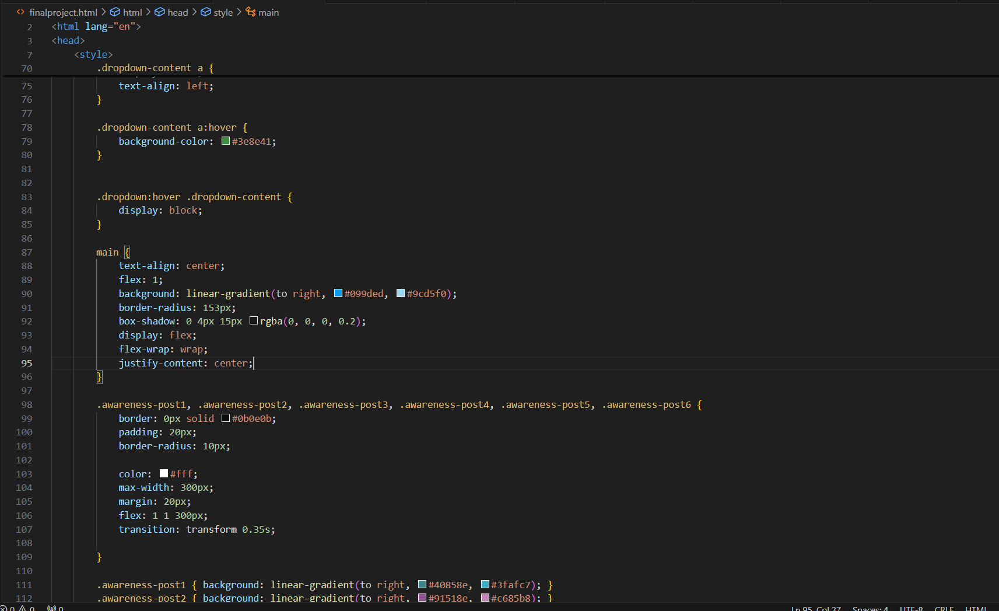 finalproject.html > html > head > style > main
2 <html lang="en">
3 <head>
7 <style>
70 .dropdown-content a {
75 text-align: left;
76 }
77
78 .dropdown-content a:hover {
79 background-color: #3e8e41;
80 }
81
82
83 .dropdown:hover .dropdown-content {
84 display: block;
85 }
86
87 main {
88 text-align: center;
89 flex: 1;
90 background: linear-gradient(to right, #099ded, #9cd5f0);
91 border-radius: 153px;
92 box-shadow: 0 4px 15px rgba(0, 0, 0, 0.2);
93 display: flex;
94 flex-wrap: wrap;
95 justify-content: center;
96 }
97
98 .awareness-post1, .awareness-post2, .awareness-post3, .awareness-post4, .awareness-post5, .awareness-post6 {
99 border: 0px solid #0b0e0b;
100 padding: 20px;
101 border-radius: 10px;
102
103 color: #fff;
104 max-width: 300px;
105 margin: 20px;
106 flex: 1 1 300px;
107 transition: transform 0.35s;
108
109 }
110
111 .awareness-post1 { background: linear-gradient(to right, #40858e, #3fafc7); }
112 .awareness-post2 { background: linear-gradient(to right, #91518e, #c685b8); }
0 0 0 Ln 95, Col 37 Spaces: 4 UTF-8 CRLF HTML